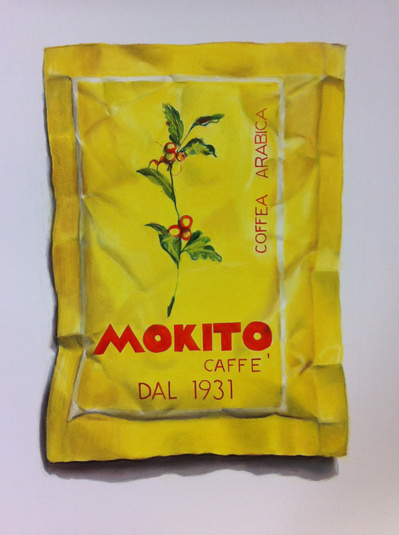 COFFEA ARABICA
MOKITO
CAFFE'
DAL 1931